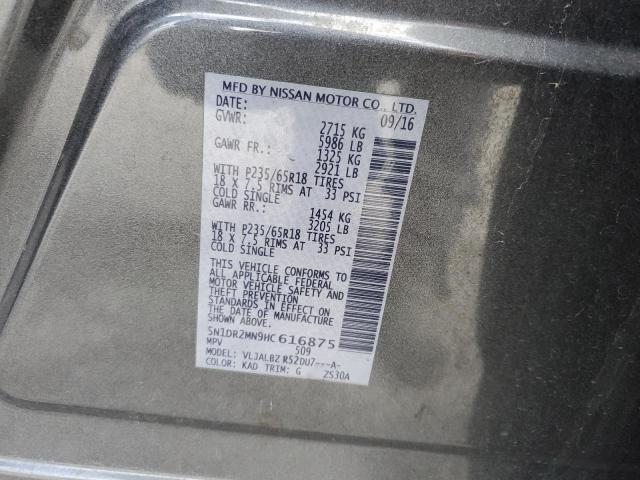 MFD BY NISSAN MOTOR CO., LTD.
DATE: 09/16
GVWR: 2715 KG
5986 LB
GAWR FR.: 1325 KG
2921 LB
WITH P235/65R18 TIRES
18 X 7.5 RIMS AT 33 PSI
COLD SINGLE
GAWR RR.: 1454 KG
3205 LB
WITH P235/65R18 TIRES
18 X 7.5 RIMS AT 33 PSI
COLD SINGLE
THIS VEHICLE CONFORMS TO
ALL APPLICABLE FEDERAL
MOTOR VEHICLE SAFETY AND
THEFT PREVENTION
STANDARDS IN EFFECT ON
SHOWN ABOVE.
5N1DR2MN9HC616875
MPV 509
MODEL: VLJALBZ R52DU7---A-
COLOR: KAD TRIM: G ZS30A